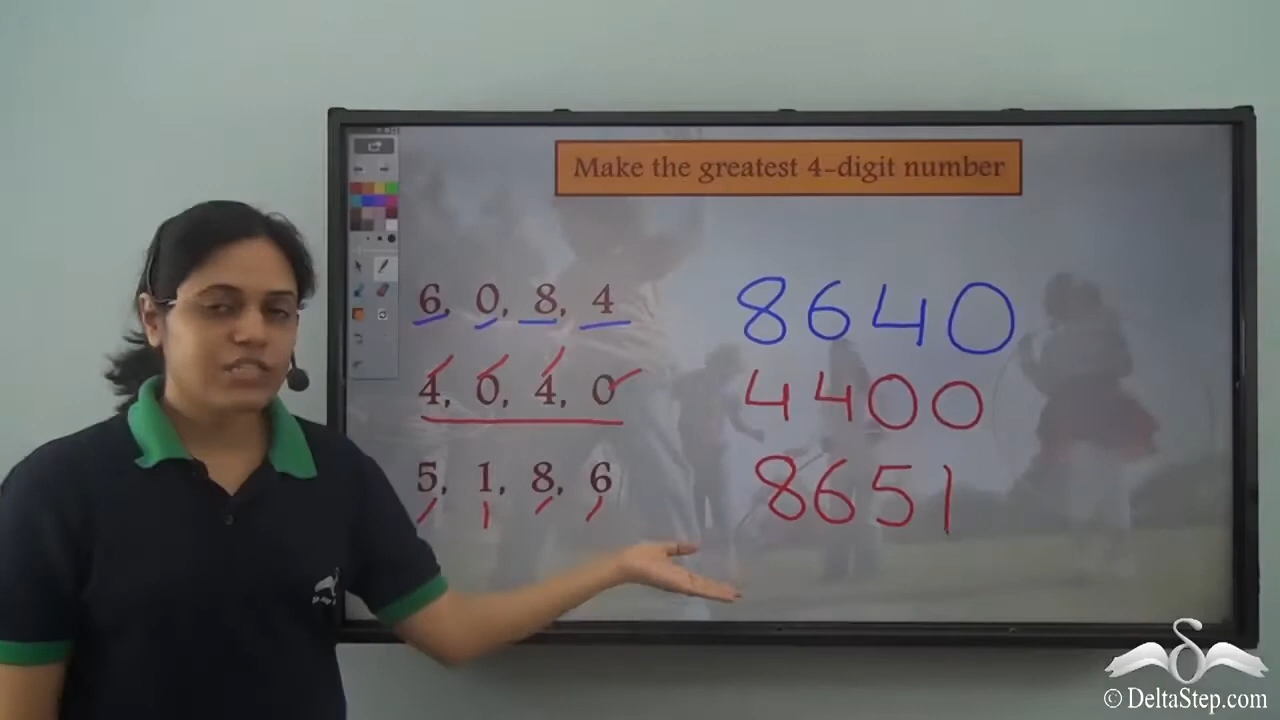 Make the greatest 4-digit number
6, 0, 8, 4 8640
4, 0, 4, 0 4400
5, 1, 8, 6 8651
© DeltaStep.com